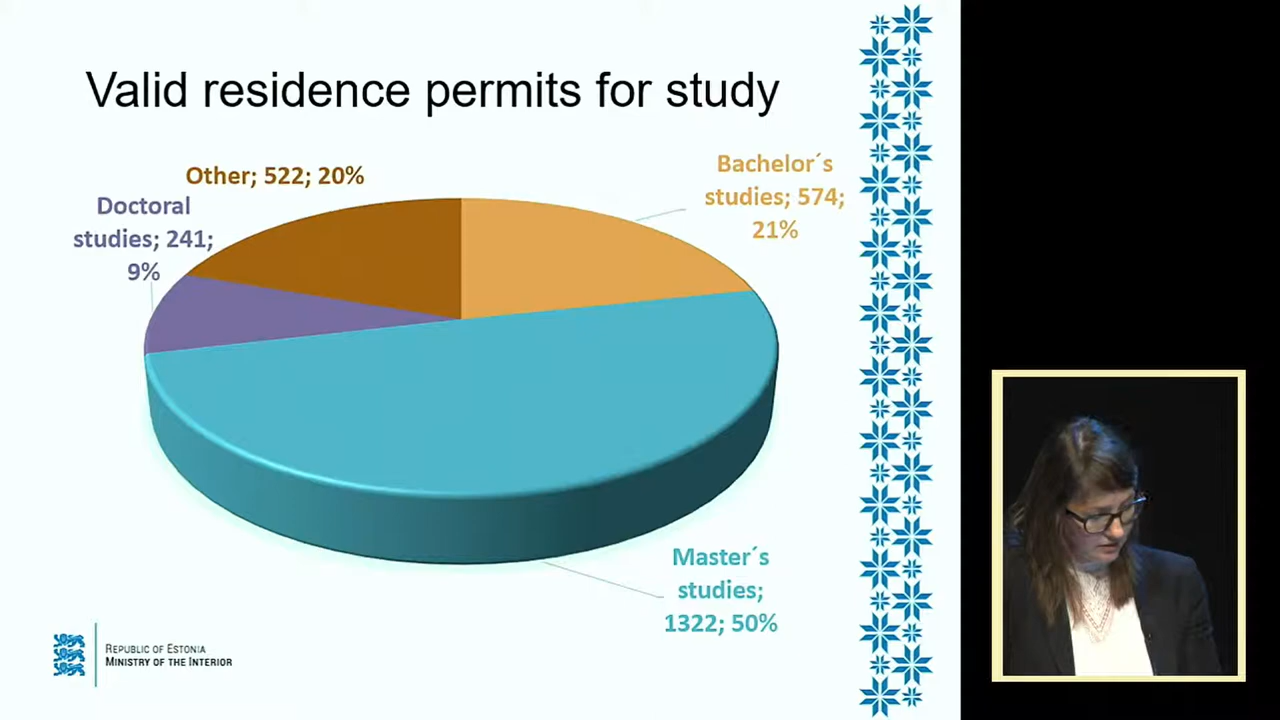 Valid residence permits for study
Other; 522; 20%
Doctoral
studies; 241;
9%
Bachelor´s
studies; 574;
21%
Master´s
studies;
1322; 50%
REPUBLIC OF ESTONIA
MINISTRY OF THE INTERIOR